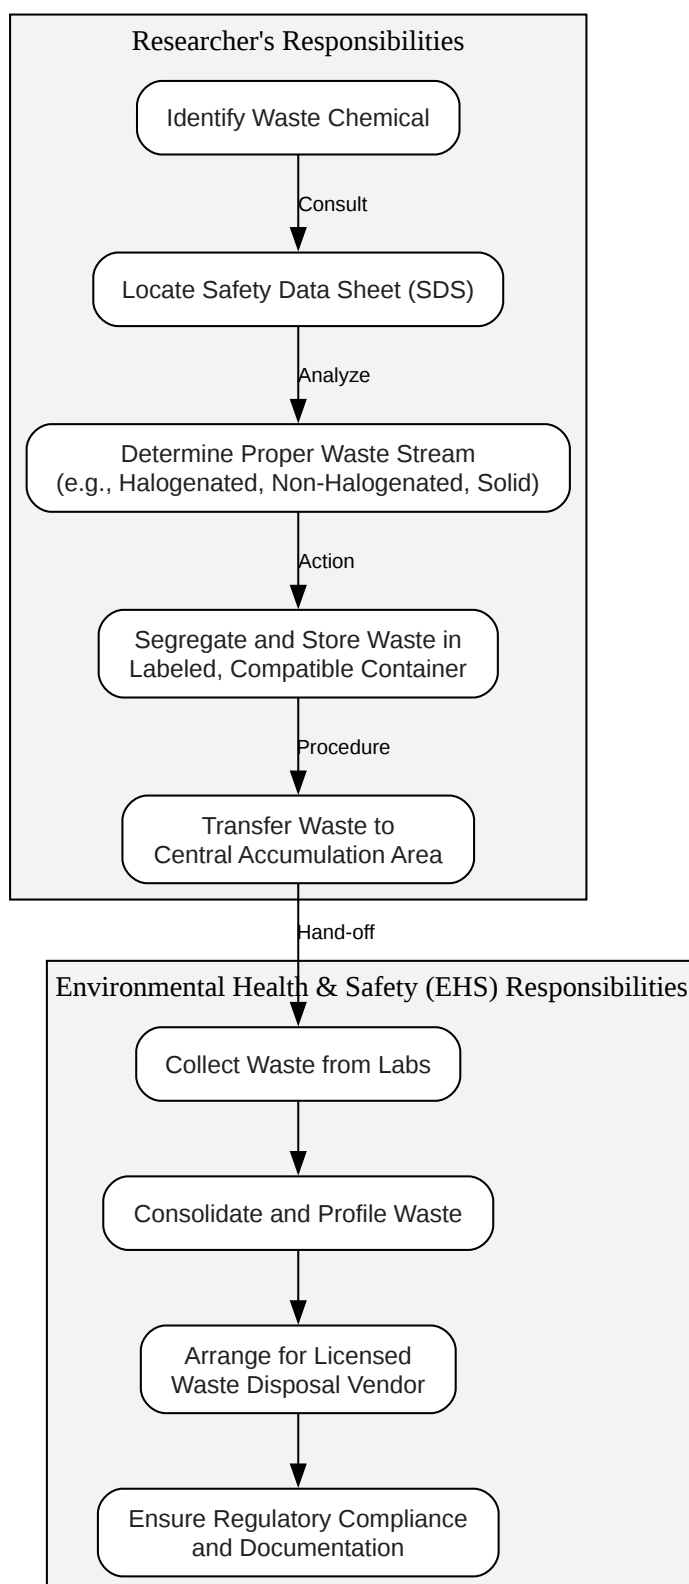 Researcher's Responsibilities
Identify Waste Chemical
Consult
Locate Safety Data Sheet (SDS)
Analyze
Determine Proper Waste Stream
(e.g., Halogenated, Non-Halogenated, Solid)
Action
Segregate and Store Waste in
Labeled, Compatible Container
Procedure
Transfer Waste to
Central Accumulation Area
Hand-off
Environmental Health & Safety (EHS) Responsibilities
Collect Waste from Labs
Consolidate and Profile Waste
Arrange for Licensed
Waste Disposal Vendor
Ensure Regulatory Compliance
and Documentation